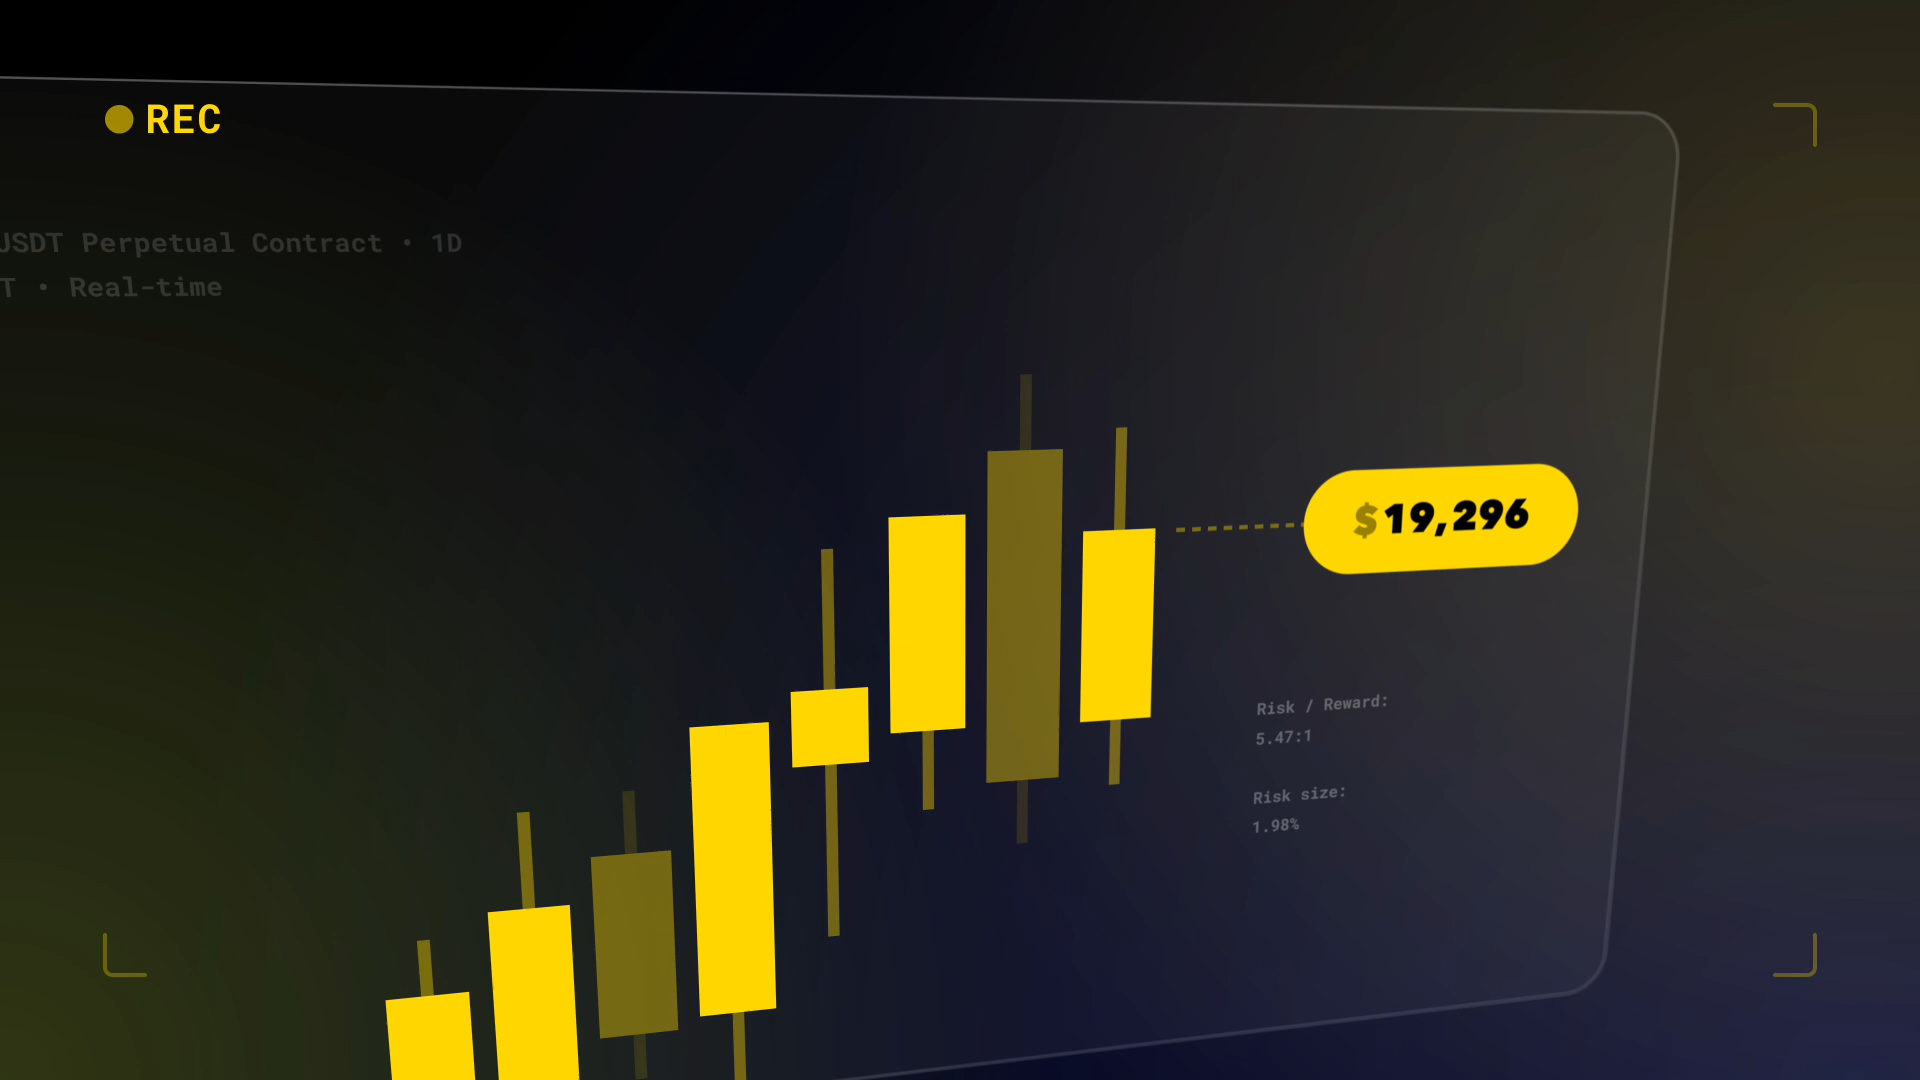 REC
USDT Perpetual Contract • 1D
T • Real-time
$19,296
Risk / Reward:
5.47:1
Risk size:
1.98%